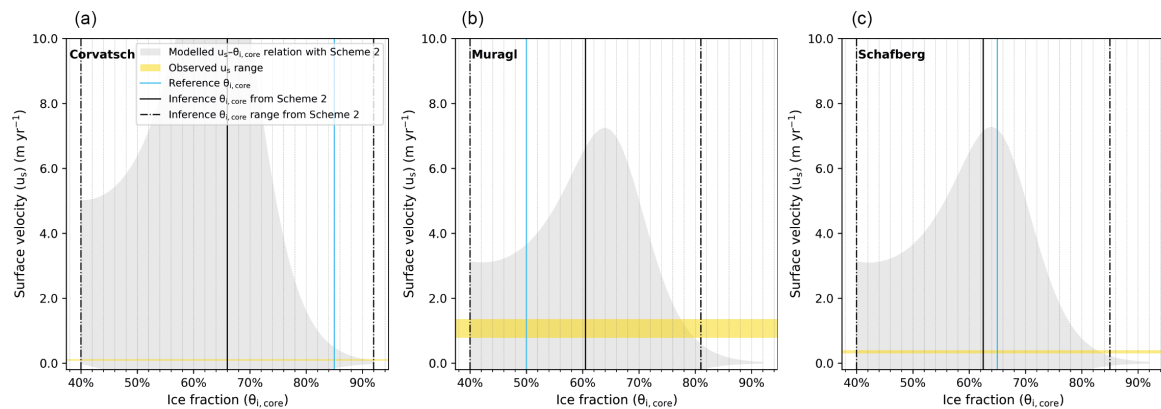 (a)
(b)
(c)
Corvatsch
Modelled uₛ–θi,core relation with Scheme 2
Observed uₛ range
Reference θi,core
Inference θi,core from Scheme 2
Inference θi,core range from Scheme 2
Surface velocity (uₛ) (m yr⁻¹)
10.0
8.0
6.0
4.0
2.0
0.0
40% 50% 60% 70% 80% 90%
Ice fraction (θi,core)
Muragl
Surface velocity (uₛ) (m yr⁻¹)
10.0
8.0
6.0
4.0
2.0
0.0
40% 50% 60% 70% 80% 90%
Ice fraction (θi,core)
Schafberg
Surface velocity (uₛ) (m yr⁻¹)
10.0
8.0
6.0
4.0
2.0
0.0
40% 50% 60% 70% 80% 90%
Ice fraction (θi,core)